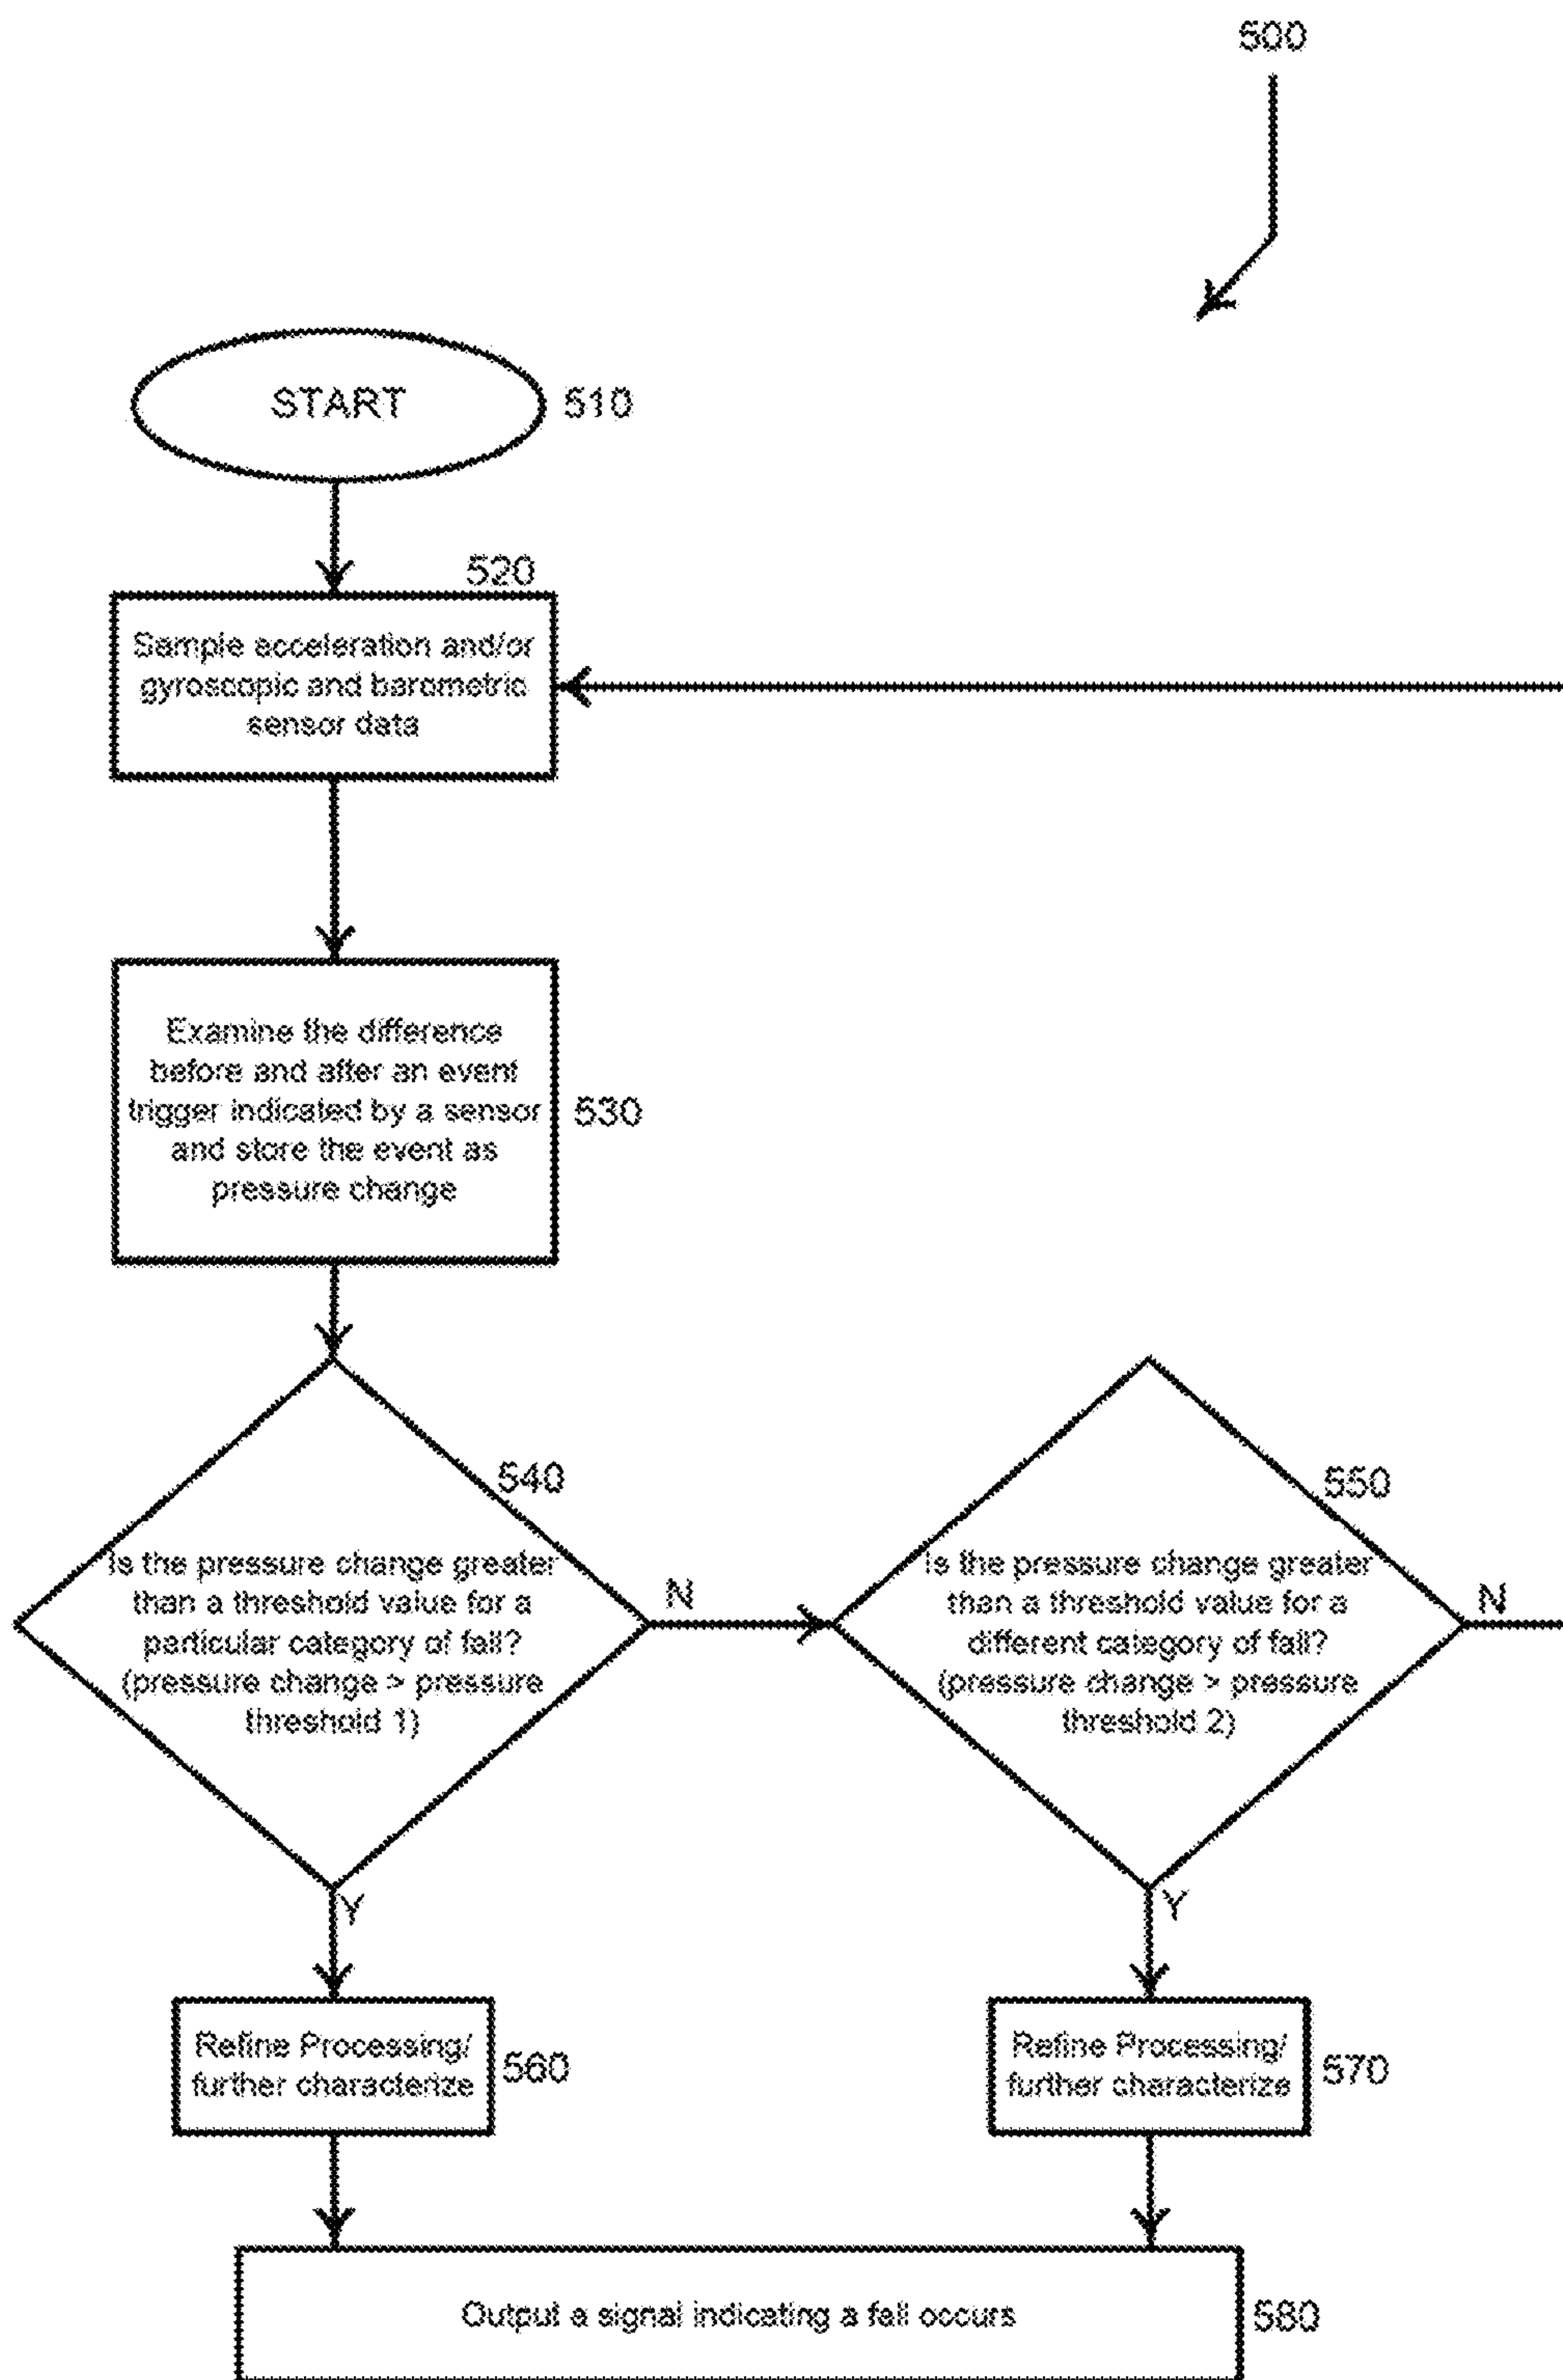 500
START
510
520
Sample acceleration and/or
gyroscopic and barometric
sensor data
Examine the difference
before and after an event
trigger indicated by a sensor
and store the event as
pressure change
530
540
Is the pressure change greater
than a threshold value for a
particular category of fall?
(pressure change > pressure
threshold 1)
N
550
Is the pressure change greater
than a threshold value for a
different category of fall?
(pressure change > pressure
threshold 2)
N
Y
Y
Refine Processing/
further characterize
560
Refine Processing/
further characterize
570
Output a signal indicating a fall occurs
580